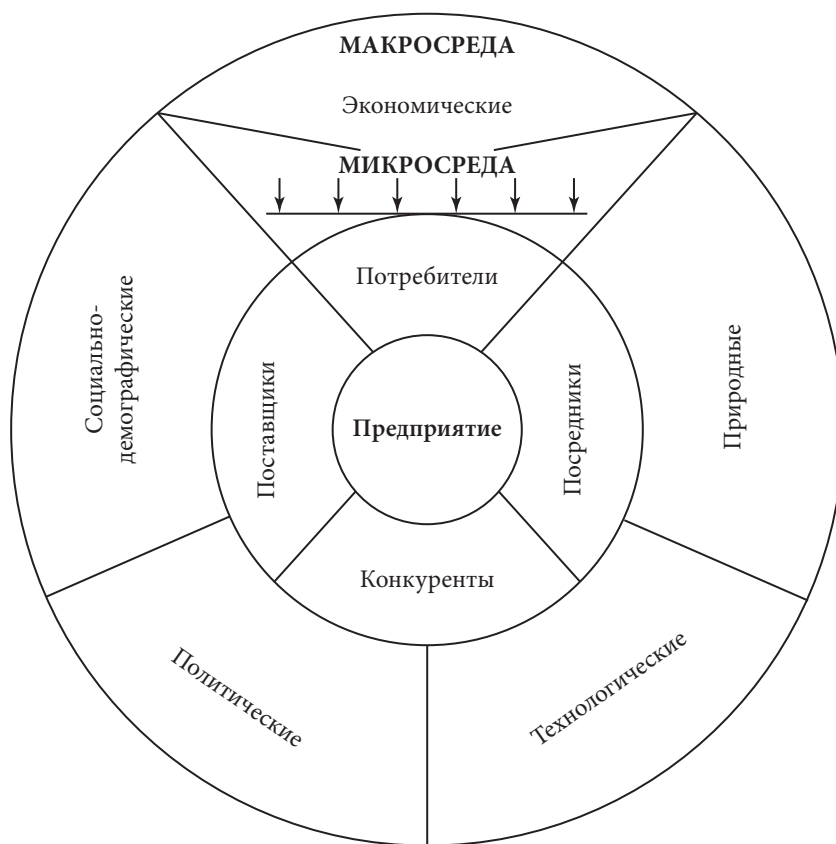 МАКРОСРЕДА
Экономические
МИКРОСРЕДА
Потребители
Социально-
демографические
Поставщики
Предприятие
Посредники
Природные
Конкуренты
Политические
Технологические